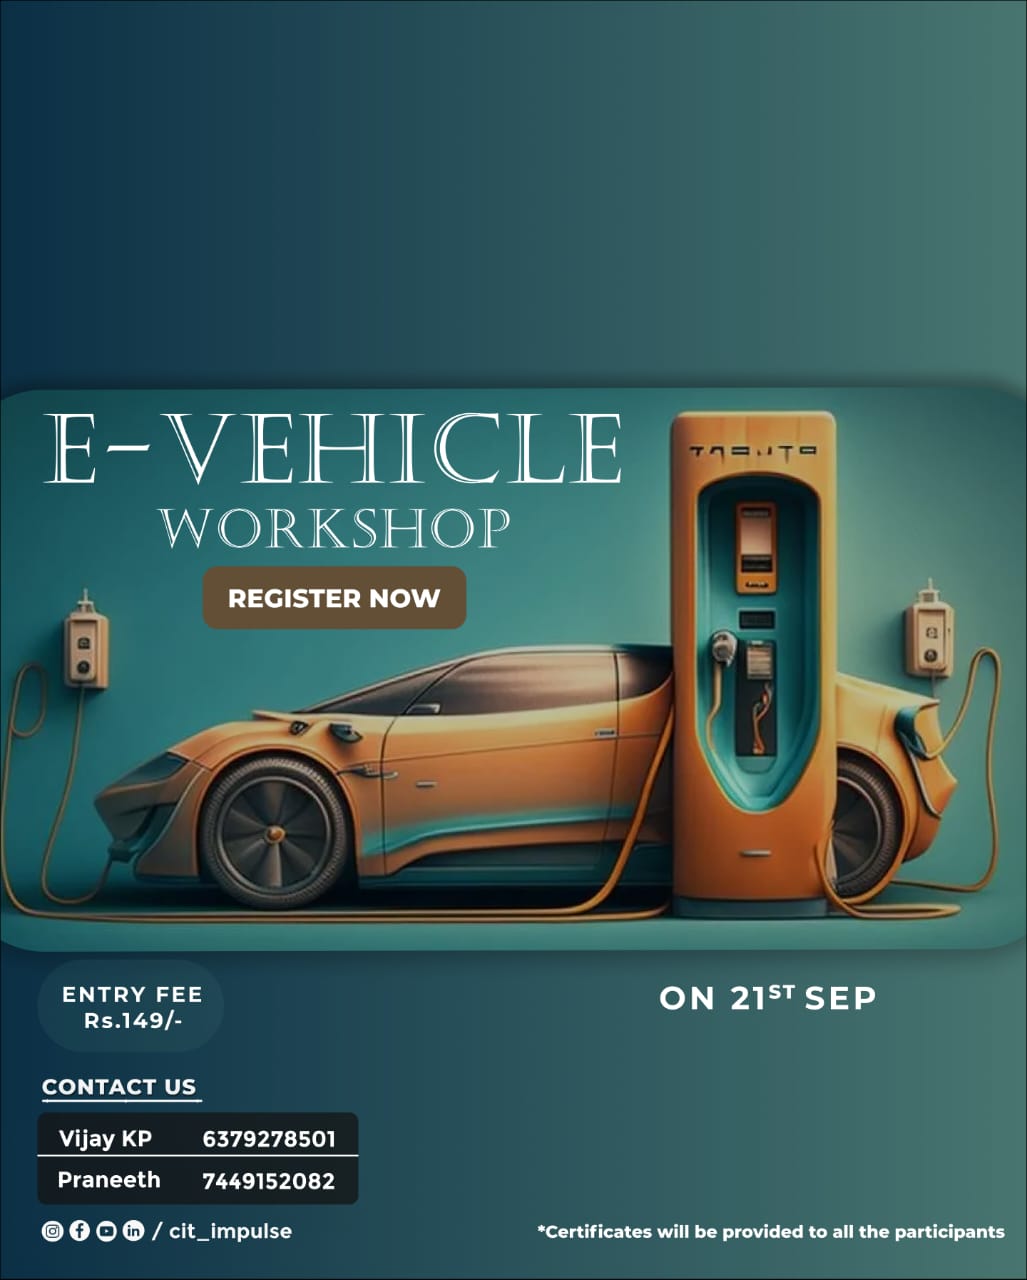 E-VEHICLE
WORKSHOP
REGISTER NOW
ENTRY FEE
Rs.149/-
ON 21ST SEP
CONTACT US
Vijay KP 6379278501
Praneeth 7449152082
/ cit_impulse
*Certificates will be provided to all the participants